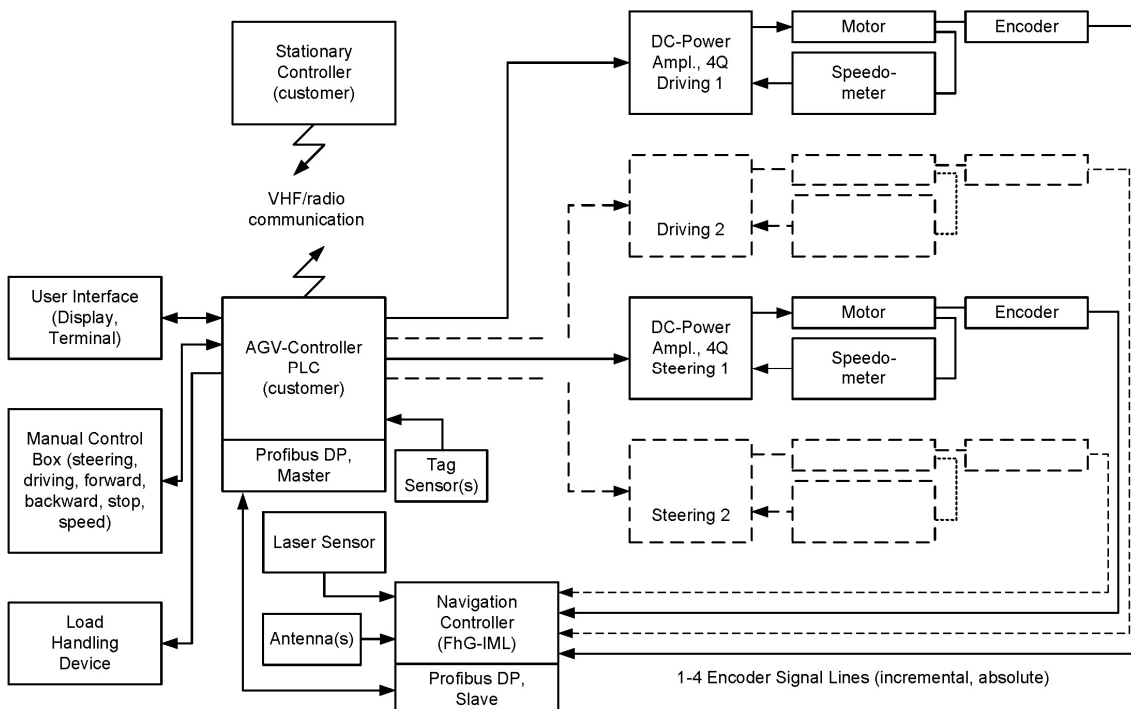 Stationary
Controller
(customer)
VHF/radio
communication
DC-Power
Ampl., 4Q
Driving 1
Motor
Encoder
Speedo-
meter
Driving 2
User Interface
(Display,
Terminal)
AGV-Controller
PLC
(customer)
Profibus DP,
Master
DC-Power
Ampl., 4Q
Steering 1
Motor
Encoder
Speedo-
meter
Manual Control
Box (steering,
driving, forward,
backward, stop,
speed)
Tag
Sensor(s)
Steering 2
Laser Sensor
Load
Handling
Device
Antenna(s)
Navigation
Controller
(FhG-IML)
Profibus DP,
Slave
1-4 Encoder Signal Lines (incremental, absolute)